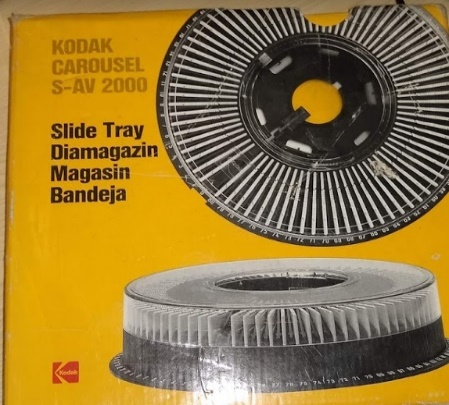 KODAK
CAROUSEL
S-AV 2000
Slide Tray
Diamagazin
Magasin
Bandeja
Kodak